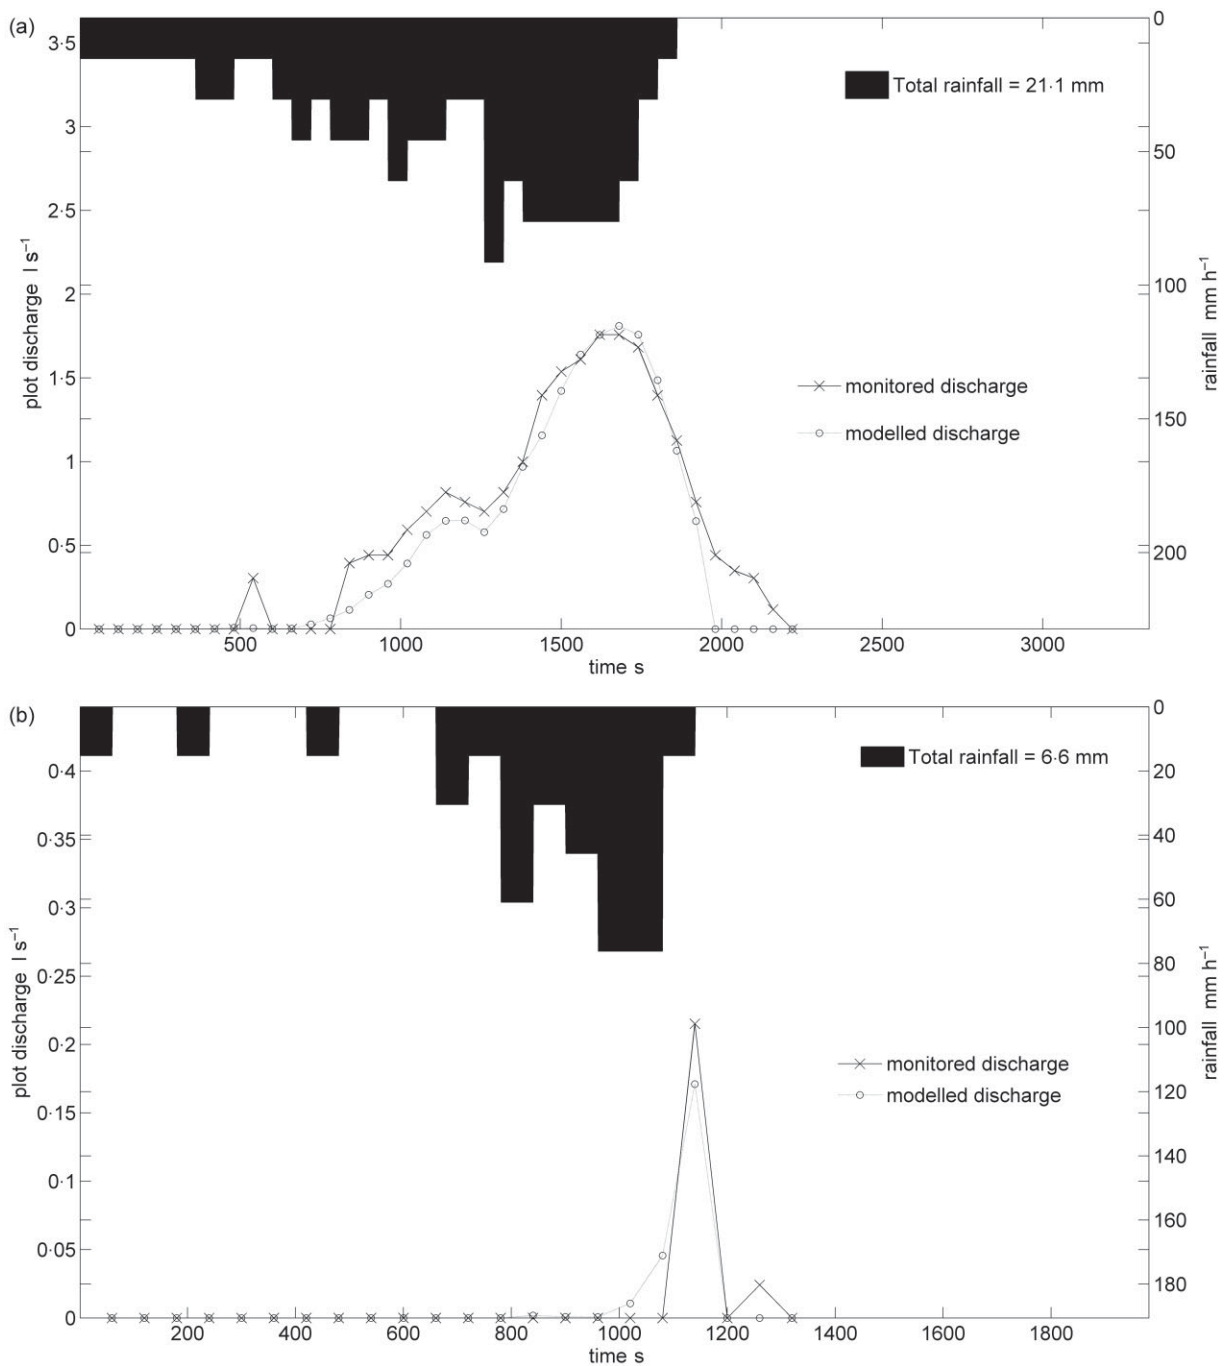 (a)
3·5
3
2·5
2
1·5
1
0·5
0
plot discharge l s⁻¹
0
50
100
150
200
rainfall mm h⁻¹
Total rainfall = 21·1 mm
monitored discharge
modelled discharge
500 1000 1500 2000 2500 3000
time s
(b)
0·4
0·35
0·3
0·25
0·2
0·15
0·1
0·05
0
plot discharge l s⁻¹
0
20
40
60
80
100
120
140
160
180
rainfall mm h⁻¹
Total rainfall = 6·6 mm
monitored discharge
modelled discharge
200 400 600 800 1000 1200 1400 1600 1800
time s